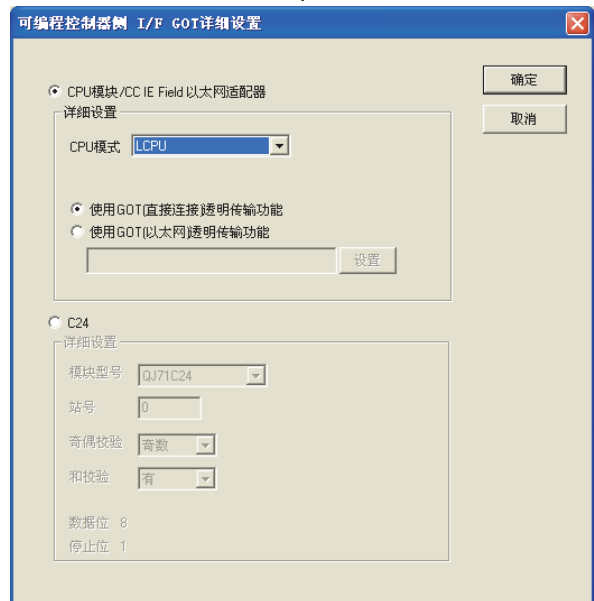 可编程控制器侧 I/F GOT详细设置
确定
CPU模块/CC IE Field 以太网适配器
详细设置
取消
CPU模式 LCPU
使用GOT(直接连接)透明传输功能
使用GOT(以太网)透明传输功能
设置
C24
详细设置
模块型号 QJ71C24
站号 0
奇偶校验 奇数
和校验 有
数据位 8
停止位 1